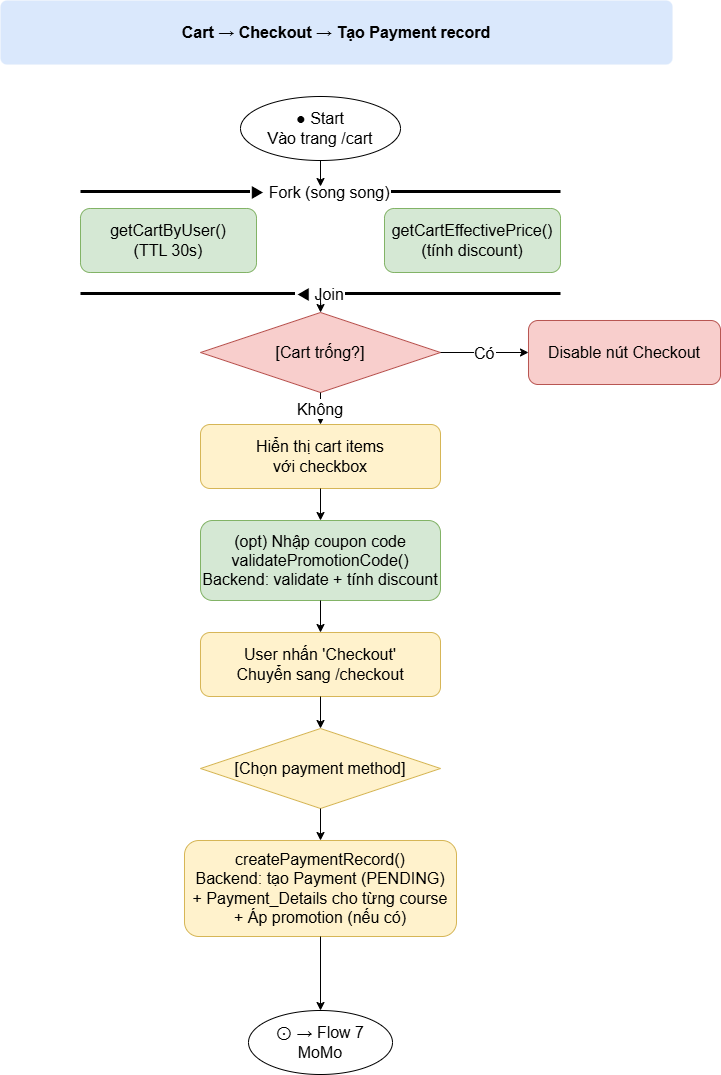 Cart → Checkout → Tạo Payment record
● Start
Vào trang /cart
▶ Fork (song song)
getCartByUser()
(TTL 30s)
getCartEffectivePrice()
(tính discount)
◀ Join
[Cart trống?]
Có
Disable nút Checkout
Không
Hiển thị cart items
với checkbox
(opt) Nhập coupon code
validatePromotionCode()
Backend: validate + tính discount
User nhấn 'Checkout'
Chuyển sang /checkout
[Chọn payment method]
createPaymentRecord()
Backend: tạo Payment (PENDING)
+ Payment_Details cho từng course
+ Áp promotion (nếu có)
⊙ → Flow 7
MoMo